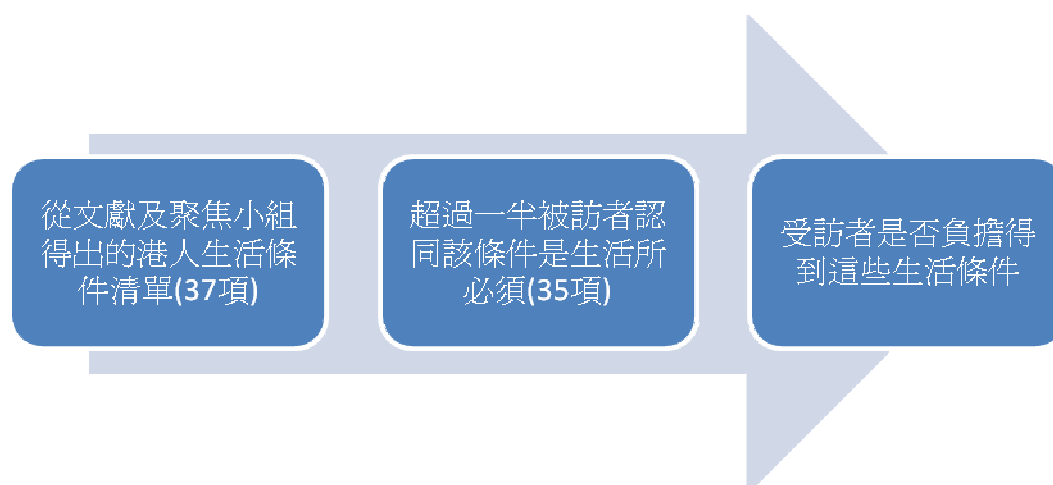 從文獻及聚焦小組
得出的港人生活條
件清單(37項)
超過一半被訪者認
同該條件是生活所
必須(35項)
受訪者是否負擔得
到這些生活條件